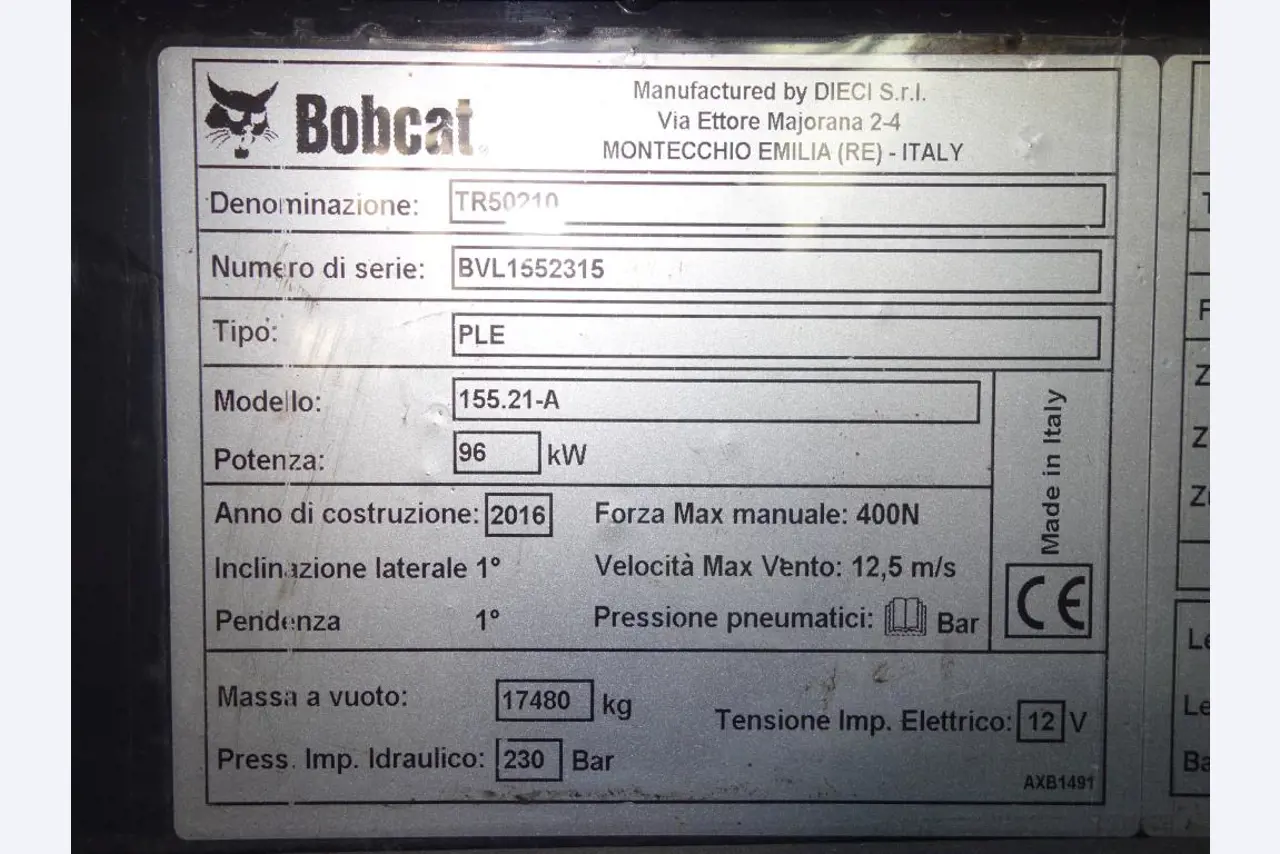 Bobcat
Manufactured by DIECI S.r.l.
Via Ettore Majorana 2-4
MONTECCHIO EMILIA (RE) - ITALY
Denominazione: TR50210
Numero di serie: BVL1552315
Tipo: PLE
Modello: 155.21-A
Potenza: 96 kW
Made in Italy
CE
Anno di costruzione: 2016
Forza Max manuale: 400N
Inclinazione laterale 1°
Velocità Max Vento: 12,5 m/s
Pendenza 1°
Pressione pneumatici: Bar
Massa a vuoto: 17480 kg
Tensione Imp. Elettrico: 12 V
Press. Imp. Idraulico: 230 Bar
AXB1491